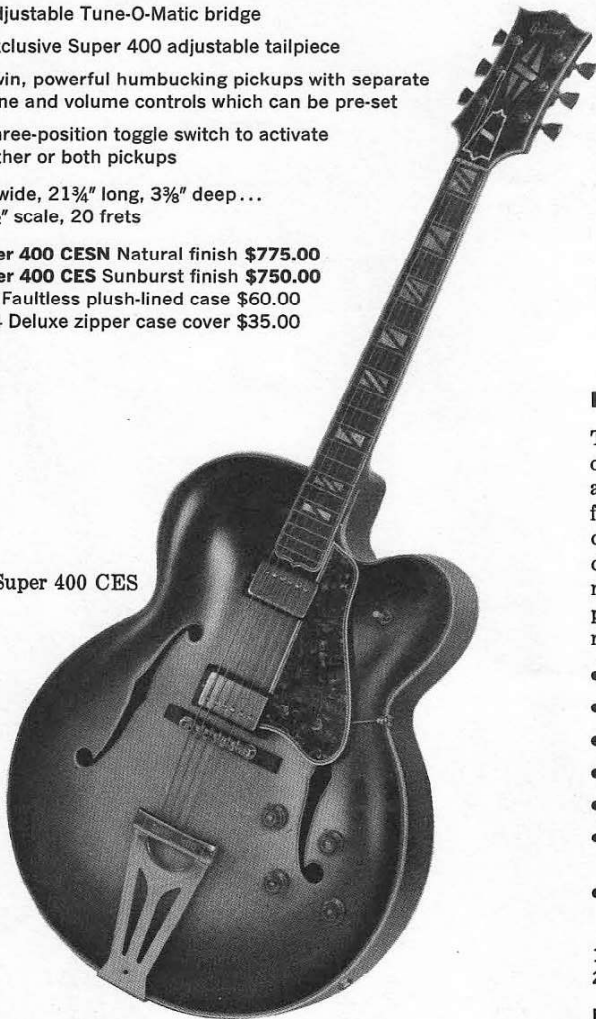 djustable Tune-O-Matic bridge
xclusive Super 400 adjustable tailpiece
win, powerful humbucking pickups with separate
ne and volume controls which can be pre-set
hree-position toggle switch to activate
ther or both pickups
wide, 21¾" long, 3⅜" deep...
" scale, 20 frets
er 400 CESN Natural finish $775.00
er 400 CES Sunburst finish $750.00
Faultless plush-lined case $60.00
Deluxe zipper case cover $35.00
Super 400 CES
Gibson